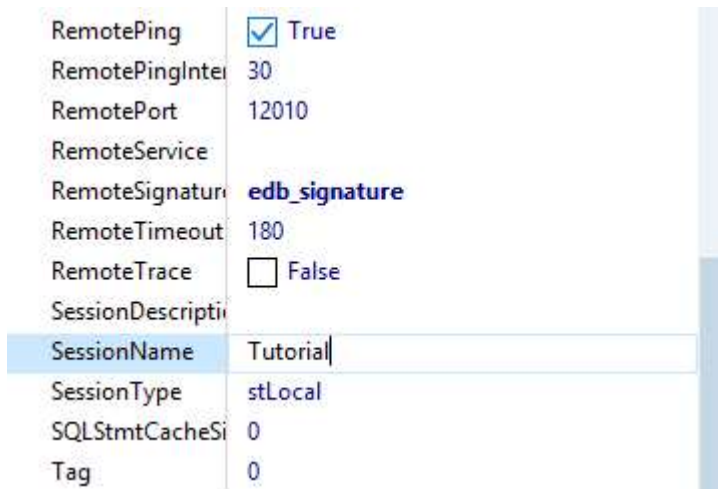 RemotePing True
RemotePingInter 30
RemotePort 12010
RemoteService
RemoteSignature edb_signature
RemoteTimeout 180
RemoteTrace False
SessionDescripti
SessionName Tutorial
SessionType stLocal
SQLStmtCacheSi 0
Tag 0